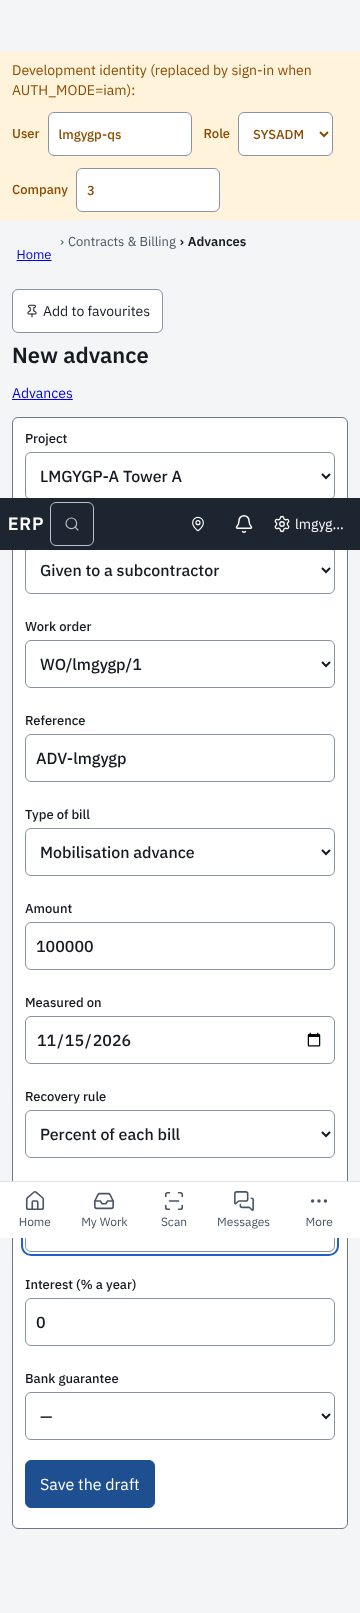 Development identity (replaced by sign-in when
AUTH_MODE=iam):
User lmgygp-qs Role SYSADM
Company 3
Home › Contracts & Billing › Advances
Add to favourites
New advance
Advances
Project
LMGYGP-A Tower A
ERP lmgyg...
Given to a subcontractor
Work order
WO/lmgygp/1
Reference
ADV-lmgygp
Type of bill
Mobilisation advance
Amount
100000
Measured on
11/15/2026
Recovery rule
Percent of each bill
Home My Work Scan Messages More
Interest (% a year)
0
Bank guarantee
—
Save the draft